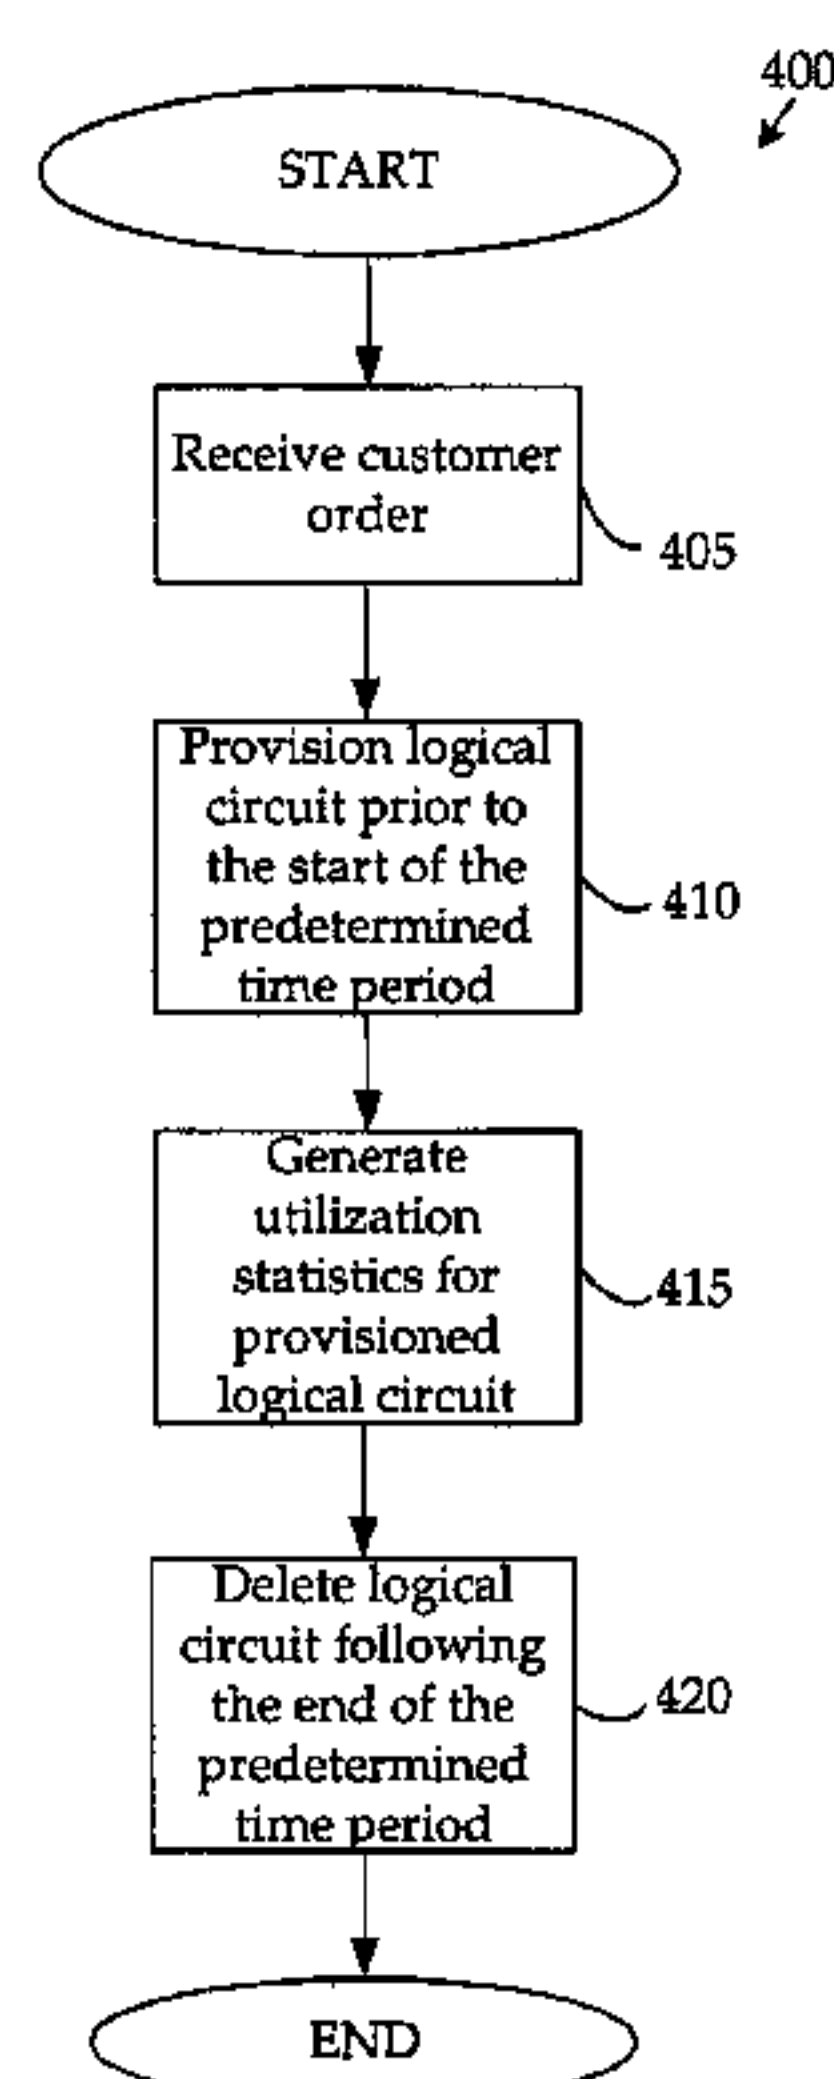 400
START
Receive customer
order
405
Provision logical
circuit prior to
the start of the
predetermined
time period
410
Generate
utilization
statistics for
provisioned
logical circuit
415
Delete logical
circuit following
the end of the
predetermined
time period
420
END